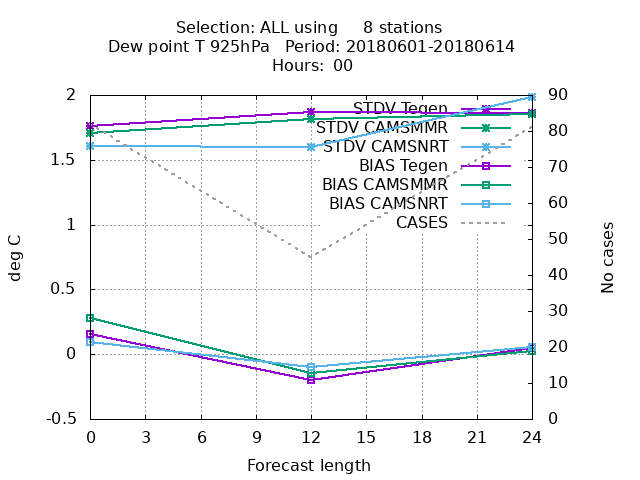 Selection: ALL using 8 stations
Dew point T 925hPa Period: 20180601-20180614
Hours: 00
2
1.5
1
0.5
0
-0.5
90
80
70
60
50
40
30
20
10
0
STDV Tegen
STDV CAMSMMR
STDV CAMSNRT
BIAS Tegen
BIAS CAMSMMR
BIAS CAMSNRT
CASES
deg C
No cases
0 3 6 9 12 15 18 21 24
Forecast length